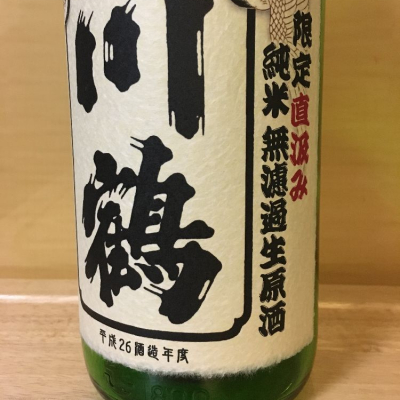 限定直汲み
純米無濾過生原酒
川鶴
平成26酒造年度